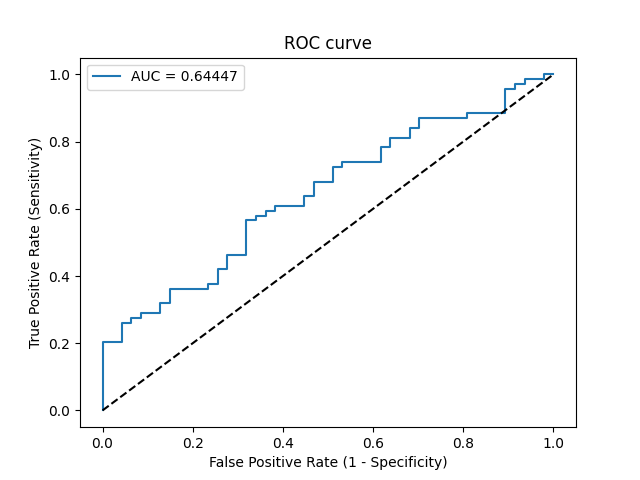 ROC curve
AUC = 0.64447
1.0
0.8
0.6
0.4
0.2
0.0
True Positive Rate (Sensitivity)
0.0 0.2 0.4 0.6 0.8 1.0
False Positive Rate (1 - Specificity)